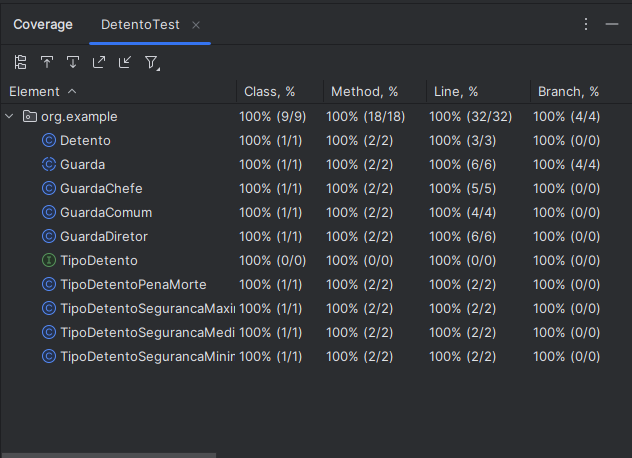 Coverage DetentoTest
Element Class, % Method, % Line, % Branch, %
org.example 100% (9/9) 100% (18/18) 100% (32/32) 100% (4/4)
Detento 100% (1/1) 100% (2/2) 100% (3/3) 100% (0/0)
Guarda 100% (1/1) 100% (2/2) 100% (6/6) 100% (4/4)
GuardaChefe 100% (1/1) 100% (2/2) 100% (5/5) 100% (0/0)
GuardaComum 100% (1/1) 100% (2/2) 100% (4/4) 100% (0/0)
GuardaDiretor 100% (1/1) 100% (2/2) 100% (6/6) 100% (0/0)
TipoDetento 100% (0/0) 100% (0/0) 100% (0/0) 100% (0/0)
TipoDetentoPenaMorte 100% (1/1) 100% (2/2) 100% (2/2) 100% (0/0)
TipoDetentoSegurancaMaxi 100% (1/1) 100% (2/2) 100% (2/2) 100% (0/0)
TipoDetentoSegurancaMedi 100% (1/1) 100% (2/2) 100% (2/2) 100% (0/0)
TipoDetentoSegurancaMinir 100% (1/1) 100% (2/2) 100% (2/2) 100% (0/0)